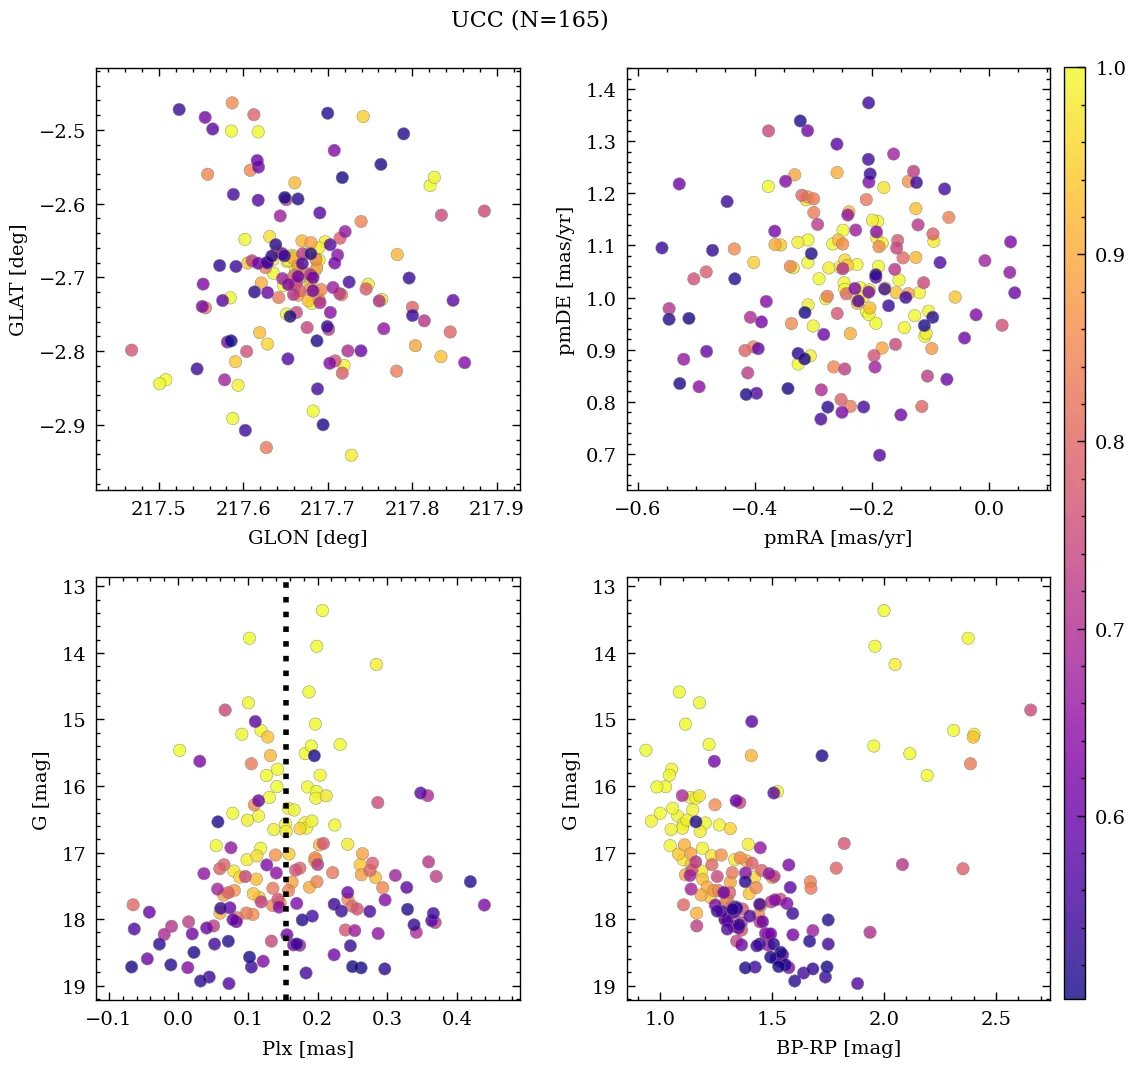 UCC (N=165)
−2.5
−2.6
−2.7
−2.8
−2.9
GLAT [deg]
217.5 217.6 217.7 217.8 217.9
GLON [deg]
1.4
1.3
1.2
1.1
1.0
0.9
0.8
0.7
pmDE [mas/yr]
−0.6 −0.4 −0.2 0.0
pmRA [mas/yr]
13
14
15
16
17
18
19
G [mag]
−0.1 0.0 0.1 0.2 0.3 0.4
Plx [mas]
13
14
15
16
17
18
19
G [mag]
1.0 1.5 2.0 2.5
BP-RP [mag]
1.0
0.9
0.8
0.7
0.6